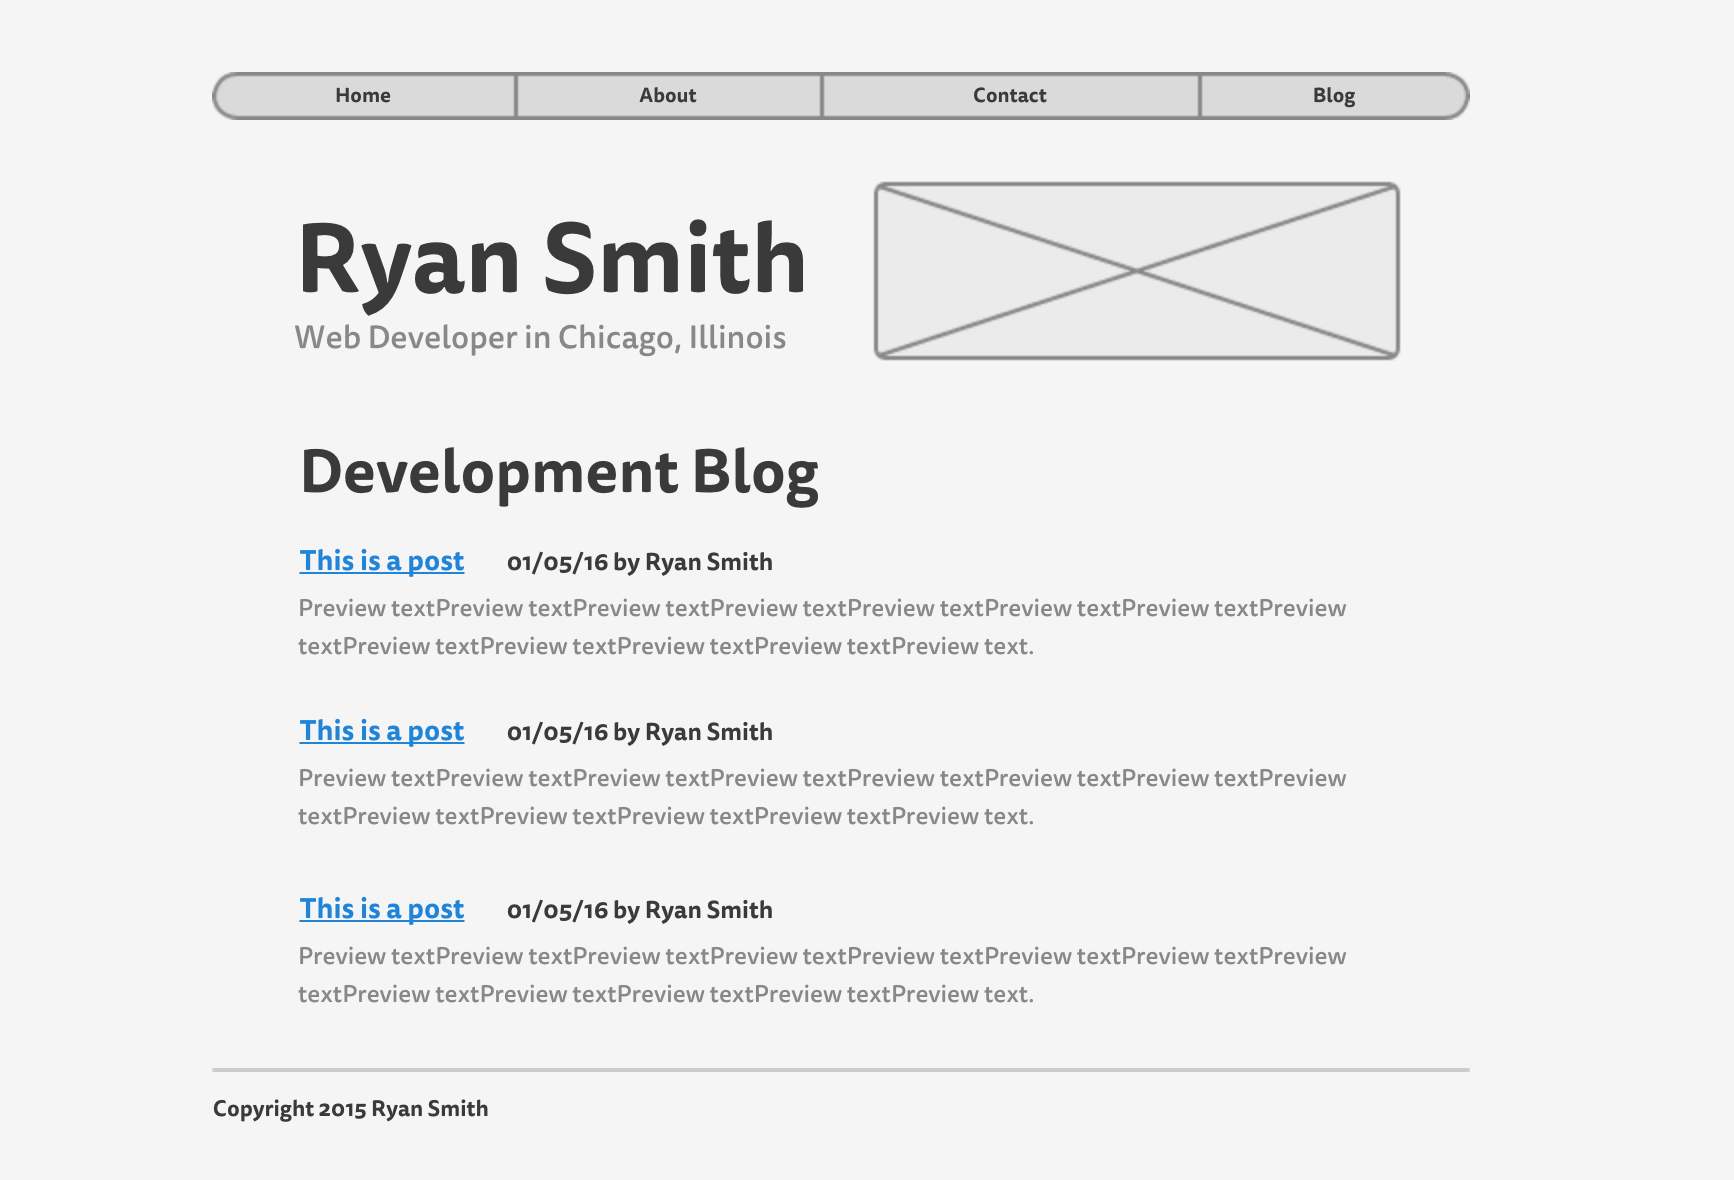 Home About Contact Blog
Ryan Smith
Web Developer in Chicago, Illinois
Development Blog
This is a post 01/05/16 by Ryan Smith
Preview textPreview textPreview textPreview textPreview textPreview textPreview textPreview
textPreview textPreview textPreview textPreview textPreview text.
This is a post 01/05/16 by Ryan Smith
Preview textPreview textPreview textPreview textPreview textPreview textPreview textPreview
textPreview textPreview textPreview textPreview textPreview text.
This is a post 01/05/16 by Ryan Smith
Preview textPreview textPreview textPreview textPreview textPreview textPreview textPreview
textPreview textPreview textPreview textPreview textPreview text.
Copyright 2015 Ryan Smith